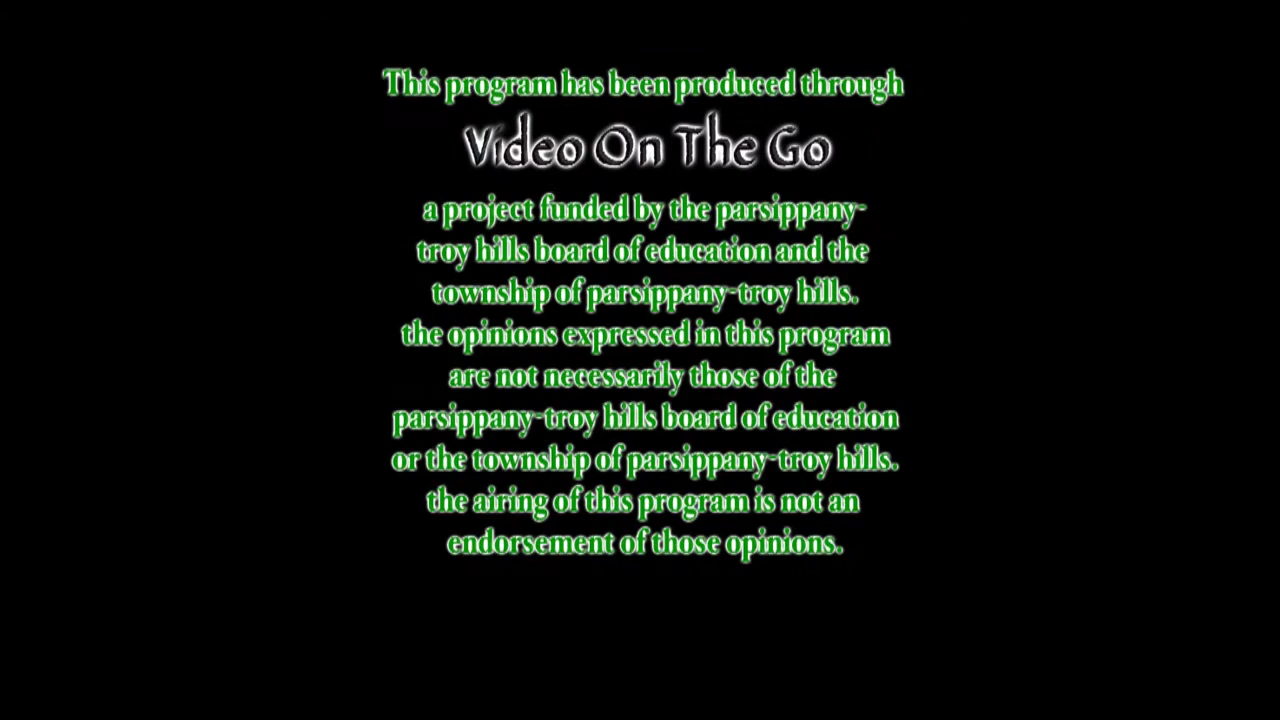 This program has been produced through
Video On The Go
a project funded by the parsippany-
troy hills board of education and the
township of parsippany-troy hills.
the opinions expressed in this program
are not necessarily those of the
parsippany-troy hills board of education
or the township of parsippany-troy hills.
the airing of this program is not an
endorsement of those opinions.